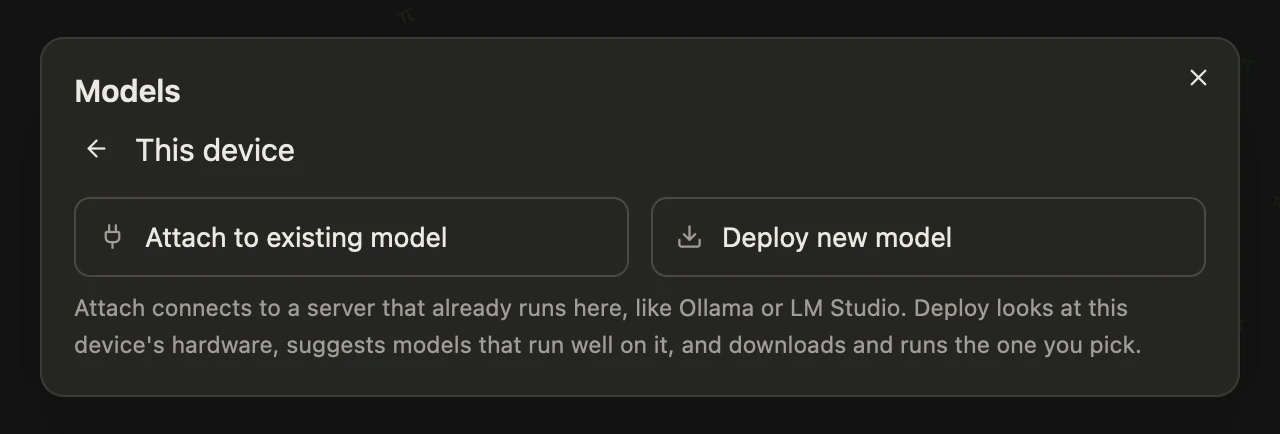 Models
This device
Attach to existing model
Deploy new model
Attach connects to a server that already runs here, like Ollama or LM Studio. Deploy looks at this
device's hardware, suggests models that run well on it, and downloads and runs the one you pick.